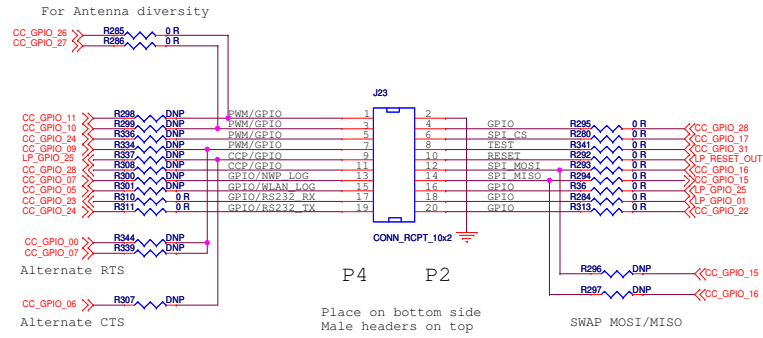 For Antenna diversity
CC_GPIO_26 R285 0 R
CC_GPIO_27 R286 0 R
J23
CC_GPIO_11 R298 DNP PWM/GPIO 1 2
CC_GPIO_10 R299 DNP PWM/GPIO 3 4 GPIO R295 0 R CC_GPIO_28
CC_GPIO_24 R336 DNP PWM/GPIO 5 6 SPI_CS R280 0 R CC_GPIO_17
CC_GPIO_09 R334 DNP PWM/GPIO 7 8 TEST R341 0 R CC_GPIO_31
LP_GPIO_25 R337 DNP CCP/GPIO 9 10 RESET R292 0 R LP_RESET_OUT
CC_GPIO_28 R308 DNP CCP/GPIO 11 12 SPI_MOSI R293 0 R CC_GPIO_16
CC_GPIO_07 R300 DNP GPIO/NWP_LOG 13 14 SPI_MISO R294 0 R CC_GPIO_15
CC_GPIO_05 R301 DNP GPIO/WLAN_LOG 15 16 GPIO R36 0 R LP_GPIO_25
CC_GPIO_23 R310 0 R GPIO/RS232_RX 17 18 GPIO R284 0 R LP_GPIO_01
CC_GPIO_24 R311 0 R GPIO/RS232_TX 19 20 GPIO R313 0 R CC_GPIO_22
CONN_RCPT_10x2
CC_GPIO_00 R344 DNP
CC_GPIO_07 R339 DNP
Alternate RTS
P4 P2
R296 DNP CC_GPIO_15
R297 DNP CC_GPIO_16
CC_GPIO_06 R307 DNP
Alternate CTS
Place on bottom side
Male headers on top
SWAP MOSI/MISO